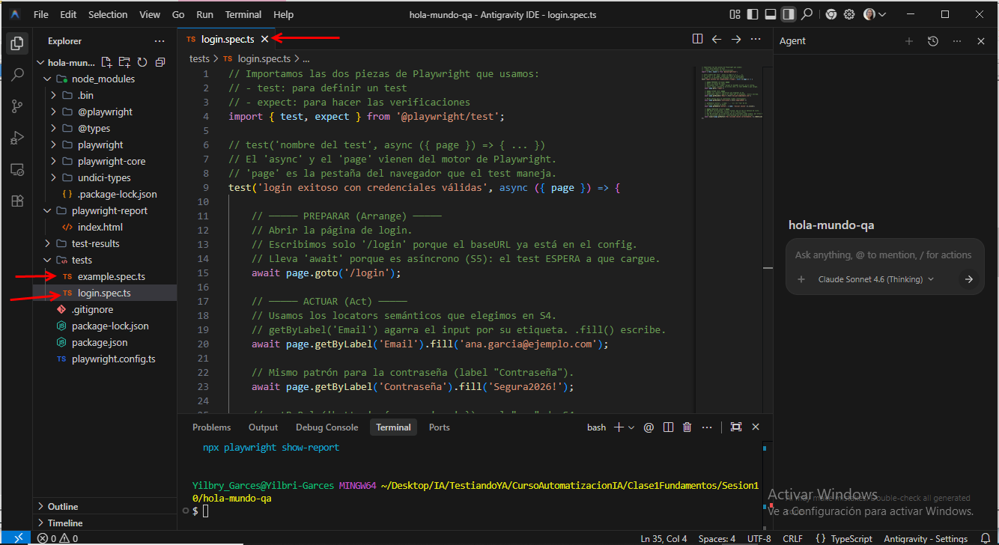 File Edit Selection View Go Run Terminal Help
hola-mundo-qa - Antigravity IDE - login.spec.ts
Explorer
hola-mun...
node_modules
.bin
@playwright
@types
playwright
playwright-core
undici-types
{ } .package-lock.json
playwright-report
index.html
test-results
tests
TS example.spec.ts
TS login.spec.ts
.gitignore
package-lock.json
package.json
TS playwright.config.ts
Outline
Timeline
TS login.spec.ts
tests > TS login.spec.ts > ...
1 // Importamos las dos piezas de Playwright que usamos:
2 // - test: para definir un test
3 // - expect: para hacer las verificaciones
4 import { test, expect } from '@playwright/test';
5
6 // test('nombre del test', async ({ page }) => { ... })
7 // El 'async' y el 'page' vienen del motor de Playwright.
8 // 'page' es la pestaña del navegador que el test maneja.
9 test('login exitoso con credenciales válidas', async ({ page }) => {
10
11 // ───── PREPARAR (Arrange) ─────
12 // Abrir la página de login.
13 // Escribimos solo '/login' porque el baseURL ya está en el config.
14 // Lleva 'await' porque es asíncrono (S5): el test ESPERA a que cargue.
15 await page.goto('/login');
16
17 // ───── ACTUAR (Act) ─────
18 // Usamos los locators semánticos que elegimos en S4.
19 // getByLabel('Email') agarra el input por su etiqueta. .fill() escribe.
20 await page.getByLabel('Email').fill('ana.garcia@ejemplo.com');
21
22 // Mismo patrón para la contraseña (label "Contraseña").
23 await page.getByLabel('Contraseña').fill('Segura2026!');
24
Problems Output Debug Console Terminal Ports
bash
npx playwright show-report
Yilbry_Garces@Yilbri-Garces MINGW64 ~/Desktop/IA/TestiandoYA/CursoAutomatizacionIA/Clase1Fundamentos/Sesion1
0/hola-mundo-qa
$
Agent
hola-mundo-qa
Ask anything, @ to mention, / for actions
Claude Sonnet 4.6 (Thinking)
AI may make mistakes. Double-check all generated
Activar Windows
Ve a Configuración para activar Windows.
0 0
Ln 35, Col 4 Spaces: 4 UTF-8 CRLF { } TypeScript Antigravity - Settings